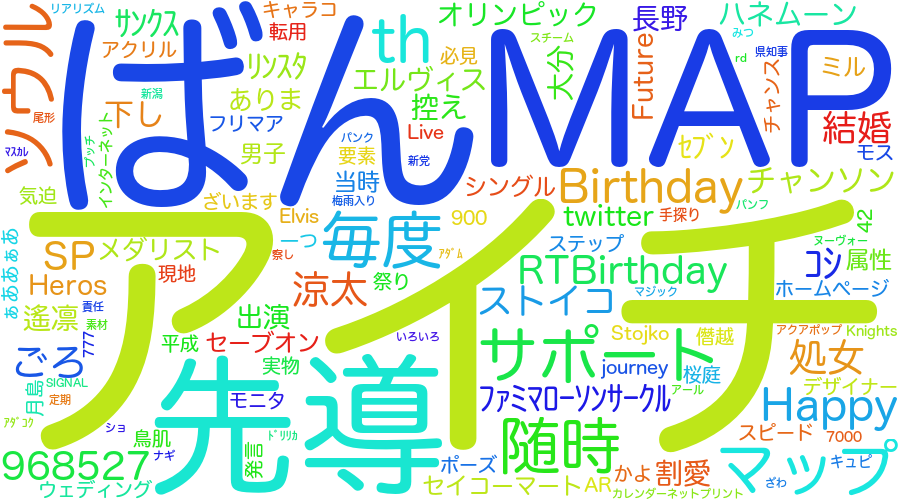 リアリズム
サンクス
キャラコ
オリンピック
長野
ハネムーン
みつ
ソウル
ばん
th
MAP
アクリル
転用
必見
スチーム
県知事
rd
リンスタ
エルヴィス
大分
Future
チャンス
ミル
新潟
ありま
下し
控え
尾形
フリマア
Live
結婚
マスカレ
プッチ
インターネット
男子
パンク
要素
新党
セブン
モス
気迫
当時
シングル
Birthday
チャンソン
ざいます
梅雨入り
Elvis
900
twitter
手探り
パンフ
42
ぁあぁああ
アイチ
毎度
SP
メダリスト
一つ
アダム
ステップ
ヌーヴォー
察し
コシ
属性
Heros
現地
涼太
祭り
RTBirthday
マジック
ホームページ
遙凛
責任
出演
ストイコ
素材
777
平成
セーブオン
いろいろ
Stojko
僭越
アクアポップ
Knights
ごろ
実物
サポート
処女
月島
SIGNAL
先導
journey
桜庭
定期
モニタ
ファミマローソンサークル
アール
デザイナー
Happy
アダコク
ショ
鳥肌
ドリリカ
随時
スピード
7000
968527
ナギ
発言
ポーズ
かよ
割愛
マップ
キュピ
ウェディング
セイコーマート
AR
ざわ
カレンダーネットプリント